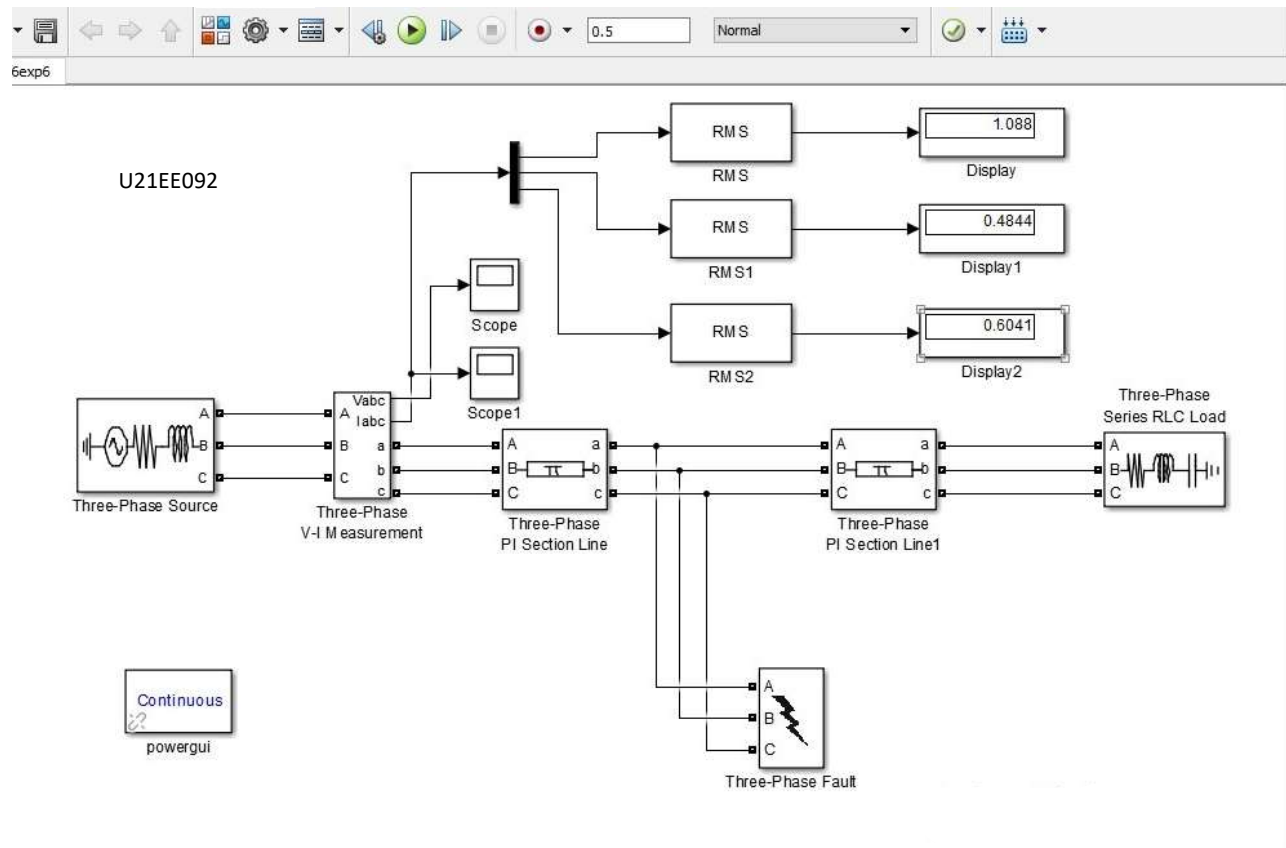 0.5
Normal
6exp6
U21EE092
RMS
RMS
1.088
Display
RMS
RMS1
0.4844
Display1
RMS
RMS2
0.6041
Display2
Scope
Scope1
A
B
C
Three-Phase Source
Vabc
A
Iabc
B
a
b
C
c
Three-Phase
V-I Measurement
A
a
B
π
b
C
c
Three-Phase
PI Section Line
A
a
B
π
b
C
c
Three-Phase
PI Section Line1
Three-Phase
Series RLC Load
A
B
C
Continuous
powergui
A
B
C
Three-Phase Fault